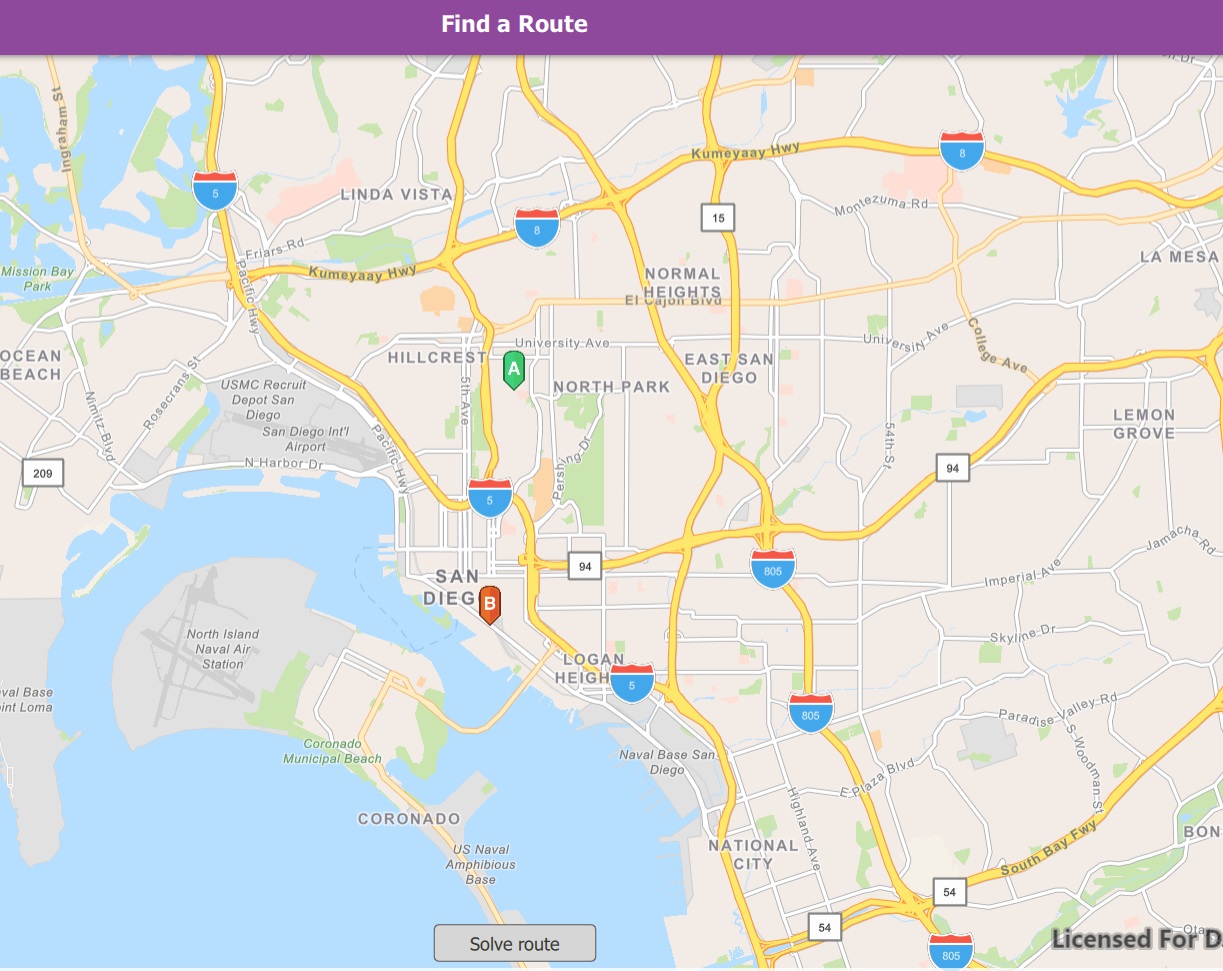 Find a Route
Ingraham St
Kumeyaay Hwy
8
5
LINDA VISTA
Montezuma Rd
15
8
Friars Rd
LA MESA
Mission Bay
Park
Kumeyaay Hwy
Pacific Hwy
NORMAL
HEIGHTS
El Cajon Blvd
University Ave
University Ave
College Ave
OCEAN
BEACH
HILLCREST
A
EAST SAN
DIEGO
NORTH PARK
Rosecrans St
USMC Recruit
Depot San
Diego
5th Ave
Nimitz Blvd
San Diego Int'l
Airport
Pacific Hwy
LEMON
GROVE
54th St
N Harbor Dr
Pershing Dr
209
94
5
94
805
Jamacha Rd
Imperial Ave
SAN
DIEG
B
North Island
Naval Air
Station
Skyline Dr
LOGAN
HEIGH
5
val Base
int Loma
805
Paradise Valley Rd
S Woodman St
Coronado
Municipal Beach
Naval Base San
Diego
E Plaza Blvd
Highland Ave
CORONADO
NATIONAL
CITY
South Bay Fwy
BON
US Naval
Amphibious
Base
54
54
Ota
805
Solve route
Licensed For D